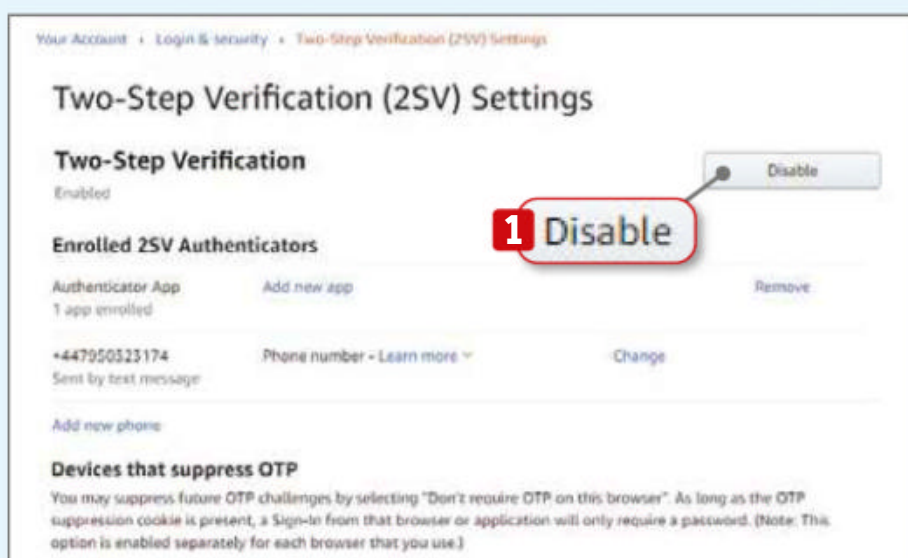 Your Account › Login & security › Two-Step Verification (2SV) Settings
Two-Step Verification (2SV) Settings
Two-Step Verification
Disable
Enabled
1 Disable
Enrolled 2SV Authenticators
Authenticator App Add new app Remove
1 app enrolled
+447950323174 Phone number - Learn more Change
Sent by text message
Add new phone
Devices that suppress OTP
You may suppress future OTP challenges by selecting "Don't require OTP on this browser". As long as the OTP
suppression cookie is present, a Sign-In from that browser or application will only require a password. (Note: This
option is enabled separately for each browser that you use.)